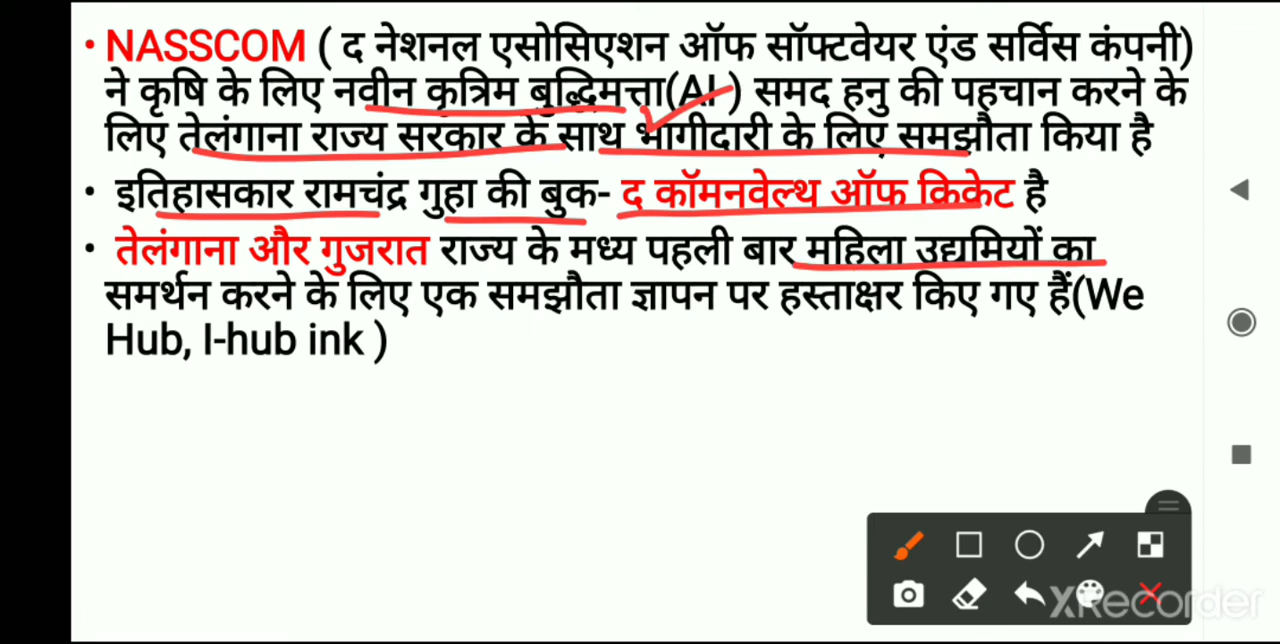 • NASSCOM ( द नेशनल एसोसिएशन ऑफ सॉफ्टवेयर एंड सर्विस कंपनी)
ने कृषि के लिए नवीन कृत्रिम बुद्धिमत्ता(AI ) समद हनु की पहचान करने के
लिए तेलंगाना राज्य सरकार के साथ भागीदारी के लिए समझौता किया है
• इतिहासकार रामचंद्र गुहा की बुक- द कॉमनवेल्थ ऑफ क्रिकेट है
• तेलंगाना और गुजरात राज्य के मध्य पहली बार महिला उद्यमियों का
समर्थन करने के लिए एक समझौता ज्ञापन पर हस्ताक्षर किए गए हैं(We
Hub, I-hub ink )
XRecorder